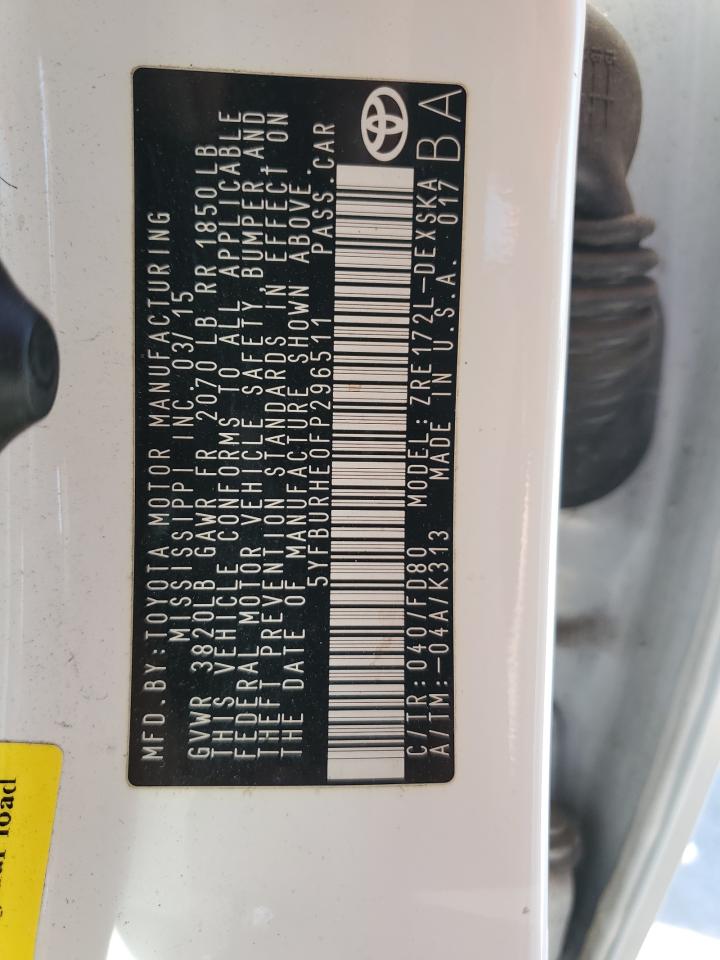 MFD.BY:TOYOTA MOTOR MANUFACTURING
MISSISSIPPI INC.03/15
GVWR 3820LB GAWR FR 2070LB RR 1850LB
THIS VEHICLE CONFORMS TO ALL APPLICABLE
FEDERAL MOTOR VEHICLE SAFETY,BUMPER,AND
THEFT PREVENTION STANDARDS IN EFFECT ON
THE DATE OF MANUFACTURE SHOWN ABOVE.
5YFBURHE0FP296511 PASS.CAR
C/TR:040/FD80 MODEL:ZRE172L-DEXSKA
A/TM:-04A/K313 MADE IN U.S.A. 017 BA
load